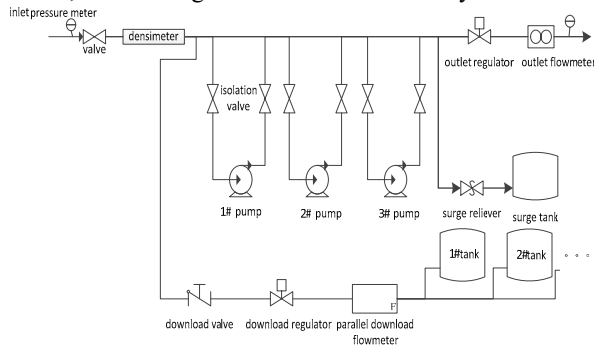 inlet pressure meter
valve
densimeter
outlet regulator
outlet flowmeter
isolation
valve
1# pump
2# pump
3# pump
surge reliever
surge tank
1#tank
2#tank
. . .
F
download valve
download regulator
parallel download
flowmeter